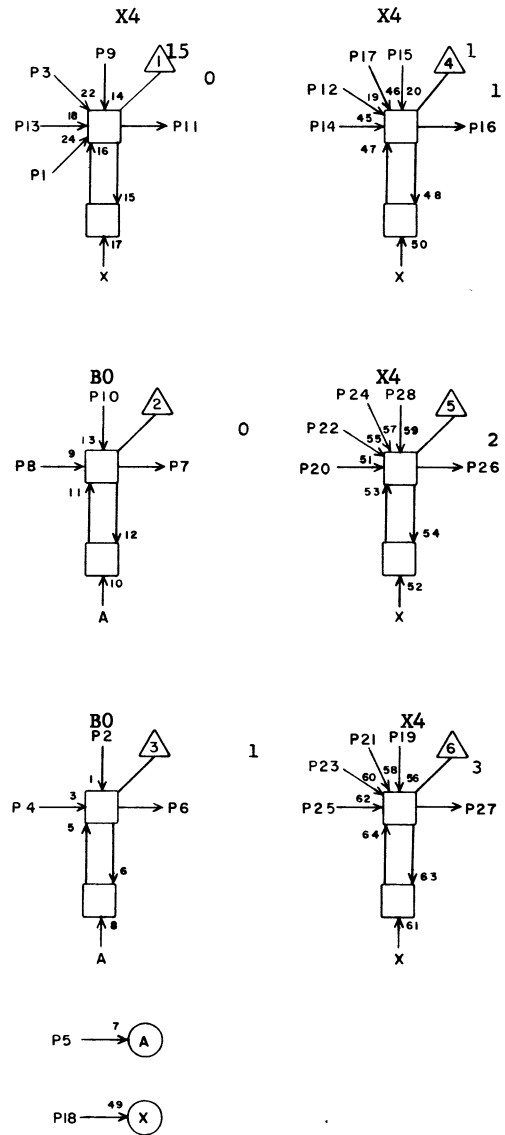 X4 X4
P9 1 15 P17 P15 4 1
P3 0 P12 1
22 14 19 46 20
P13 18 P11 P14 45 P16
24 16 47
P1
15 48
17 50
X X
B0 X4
P10 2 P24 P28 5
13 0 P22 55 57 59 2
P8 9 P7 P20 51 P26
11 53
12 54
10 52
A X
B0 X4
P2 3 1 P21 P19 6 3
1 P23 60 58 56
P4 3 P6 P25 62 P27
5 64
6 63
8 61
A X
P5 7 A
P18 49 X